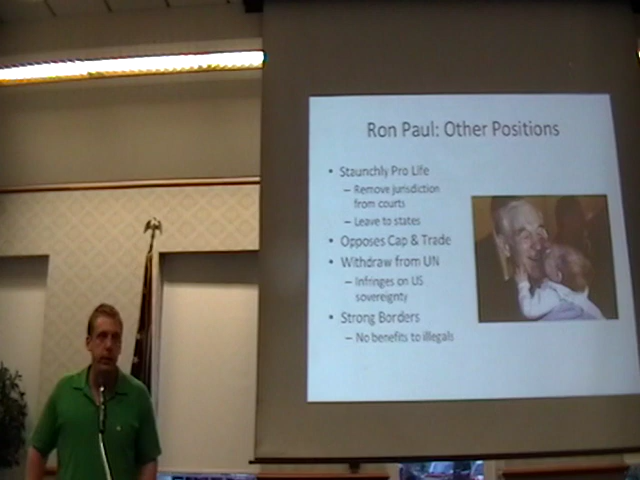 Ron Paul: Other Positions
• Staunchly Pro Life
– Remove jurisdiction
from courts
– Leave to states
• Opposes Cap & Trade
• Withdraw from UN
– Infringes on US
sovereignty
• Strong Borders
– No benefits to illegals